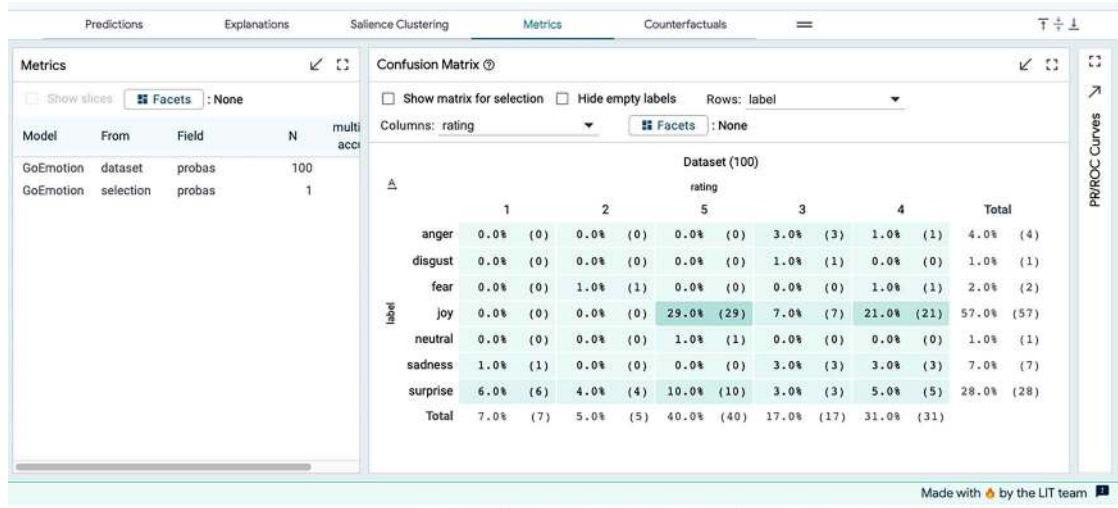 Predictions Explanations Salience Clustering Metrics Counterfactuals
Metrics
Show slices Facets : None
Model From Field N multi
GoEmotion dataset probas 100
GoEmotion selection probas 1
Confusion Matrix
Show matrix for selection Hide empty labels Rows: label
Columns: rating Facets : None
Dataset (100)
rating
1 2 5 3 4 Total
label
anger 0.0% (0) 0.0% (0) 0.0% (0) 3.0% (3) 1.0% (1) 4.0% (4)
disgust 0.0% (0) 0.0% (0) 0.0% (0) 1.0% (1) 0.0% (0) 1.0% (1)
fear 0.0% (0) 1.0% (1) 0.0% (0) 0.0% (0) 1.0% (1) 2.0% (2)
joy 0.0% (0) 0.0% (0) 29.0% (29) 7.0% (7) 21.0% (21) 57.0% (57)
neutral 0.0% (0) 0.0% (0) 1.0% (1) 0.0% (0) 0.0% (0) 1.0% (1)
sadness 1.0% (1) 0.0% (0) 0.0% (0) 3.0% (3) 3.0% (3) 7.0% (7)
surprise 6.0% (6) 4.0% (4) 10.0% (10) 3.0% (3) 5.0% (5) 28.0% (28)
Total 7.0% (7) 5.0% (5) 40.0% (40) 17.0% (17) 31.0% (31)
PR/ROC Curves
Made with 🔥 by the LIT team